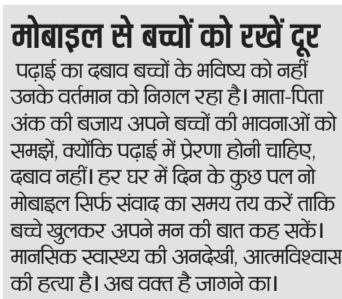 मोबाइल से बच्चों को रखें दूर
पढ़ाई का दबाव बच्चों के भविष्य को नहीं
उनके वर्तमान को निगल रहा है। माता-पिता
अंक की बजाय अपने बच्चों की भावनाओं को
समझें, क्योंकि पढ़ाई में प्रेरणा होनी चाहिए,
दबाव नहीं। हर घर में दिन के कुछ पल नो
मोबाइल सिर्फ संवाद का समय तय करें ताकि
बच्चे खुलकर अपने मन की बात कह सकें।
मानसिक स्वास्थ्य की अनदेखी, आत्मविश्वास
की हत्या है। अब वक्त है जागने का।